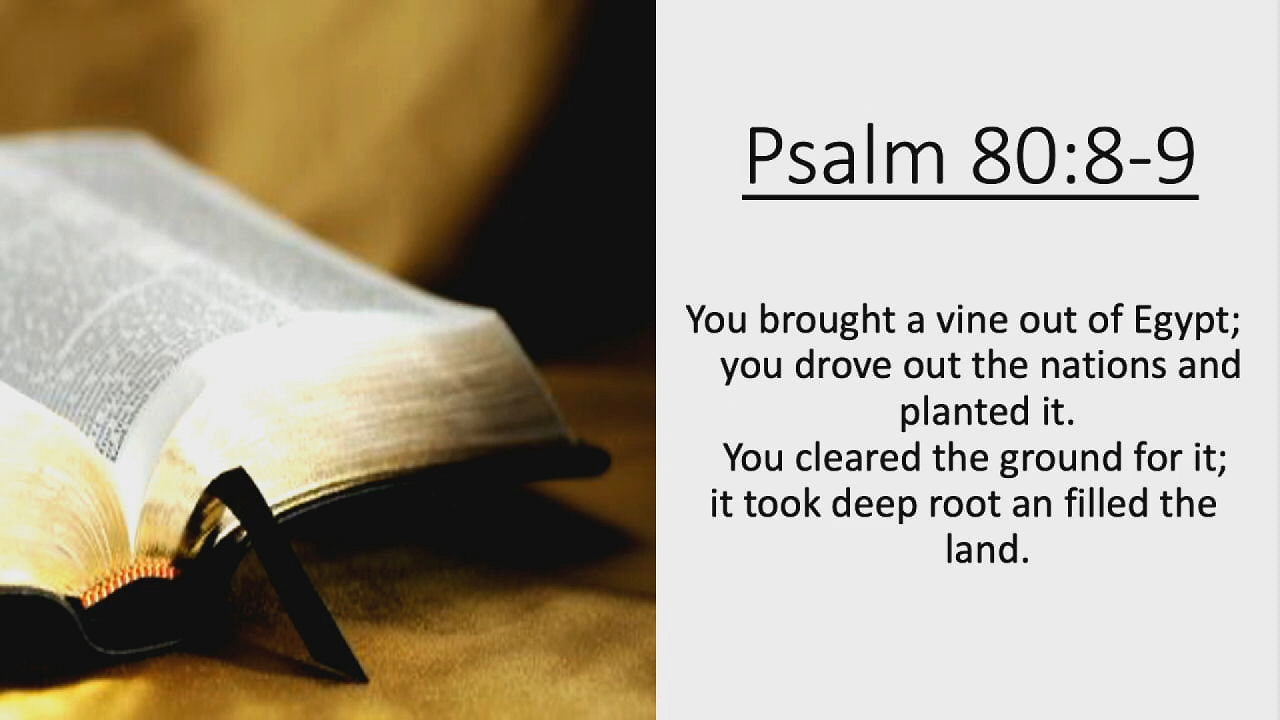 Psalm 80:8-9
You brought a vine out of Egypt;
you drove out the nations and
planted it.
You cleared the ground for it;
it took deep root an filled the
land.